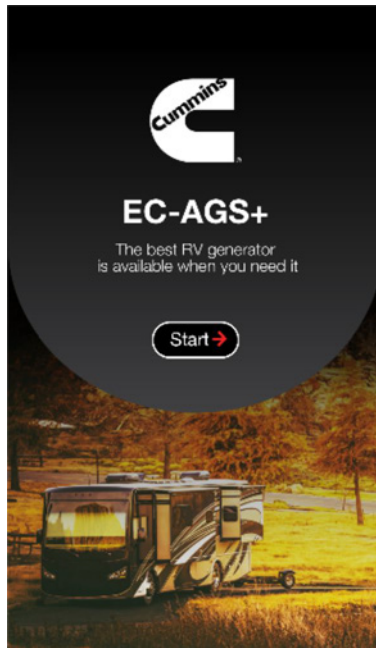 Cummins
EC-AGS+
The best RV generator
is available when you need it
Start